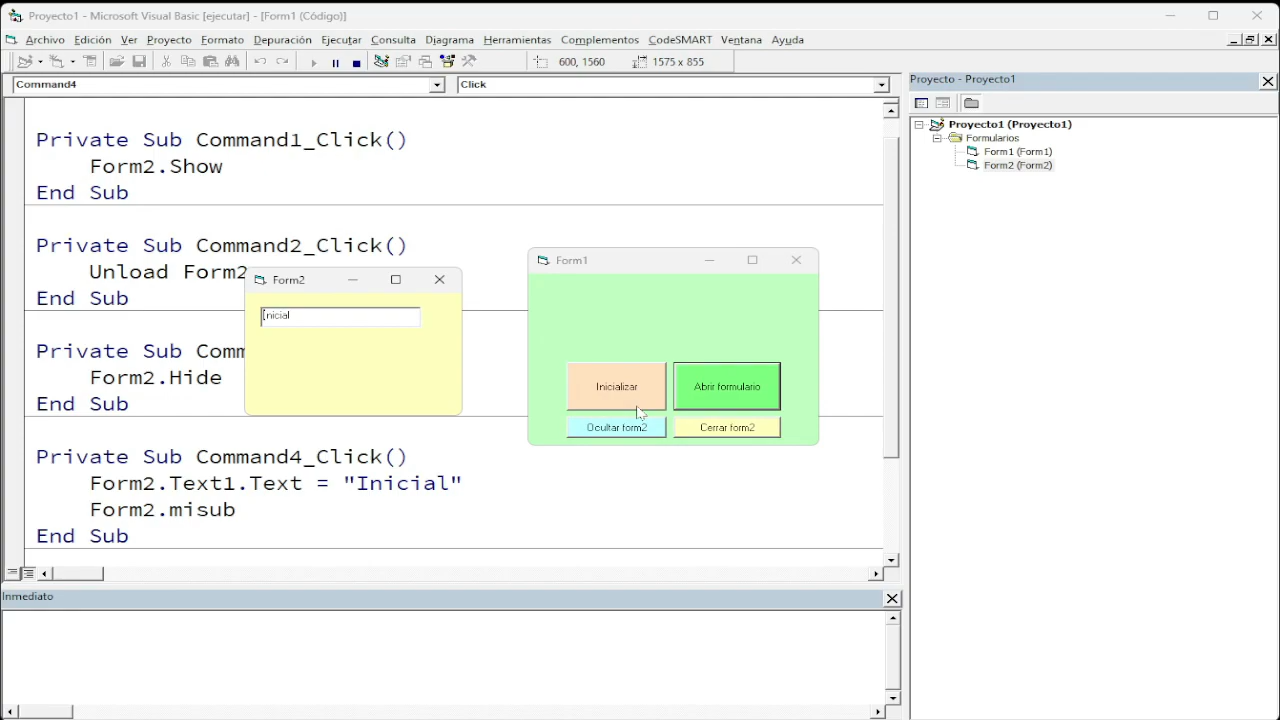 Proyecto1 - Microsoft Visual Basic [ejecutar] - [Form1 (Código)]
Archivo Edición Ver Proyecto Formato Depuración Ejecutar Consulta Diagrama Herramientas Complementos CodeSMART Ventana Ayuda
600, 1560 1575 x 855
Command4 Click
Private Sub Command1_Click()
Form2.Show
End Sub
Private Sub Command2_Click()
Unload Form2
End Sub
Private Sub Comm
Form2.Hide
End Sub
Private Sub Command4_Click()
Form2.Text1.Text = "Inicial"
Form2.misub
End Sub
Form2
Inicial
Form1
Inicializar Abrir formulario
Ocultar form2 Cerrar form2
Proyecto - Proyecto1
Proyecto1 (Proyecto1)
Formularios
Form1 (Form1)
Form2 (Form2)
Inmediato